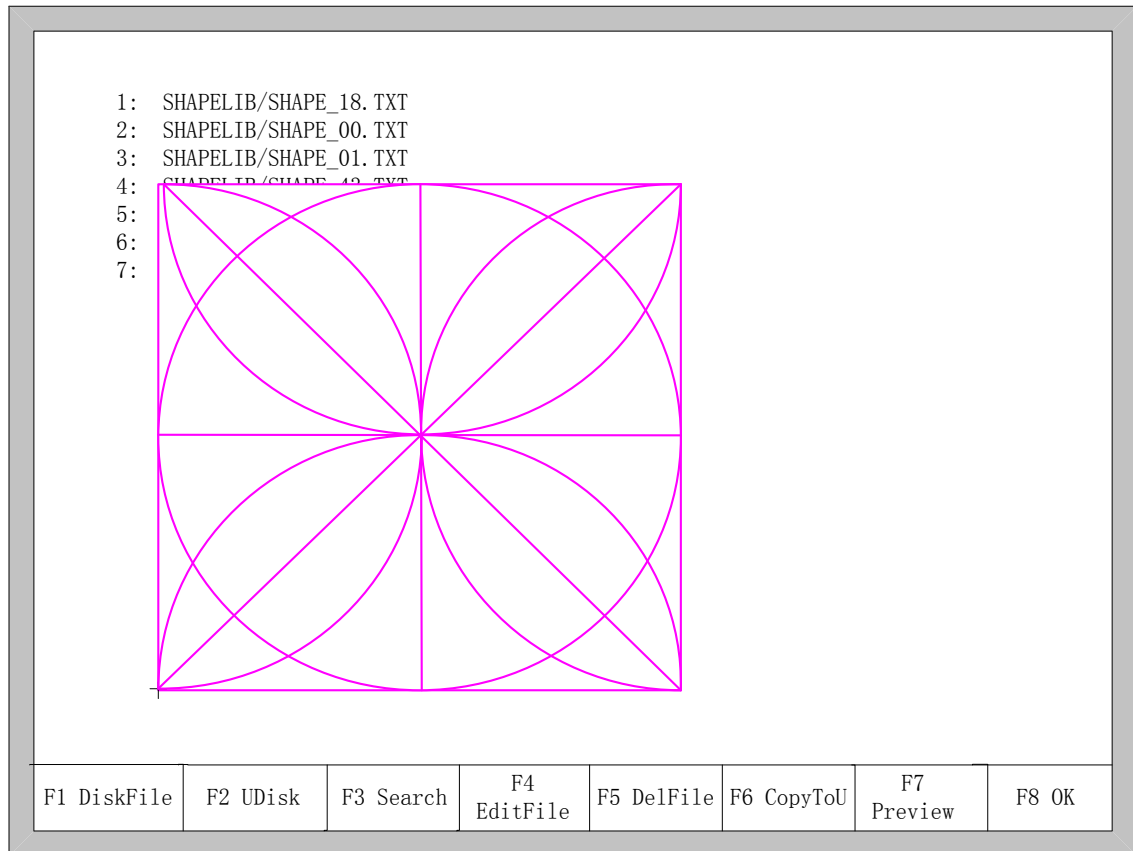 1: SHAPELIB/SHAPE_18.TXT
2: SHAPELIB/SHAPE_00.TXT
3: SHAPELIB/SHAPE_01.TXT
4:
5:
6:
7:
F1 DiskFile
F2 UDisk
F3 Search
F4
EditFile
F5 DelFile
F6 CopyToU
F7
Preview
F8 OK